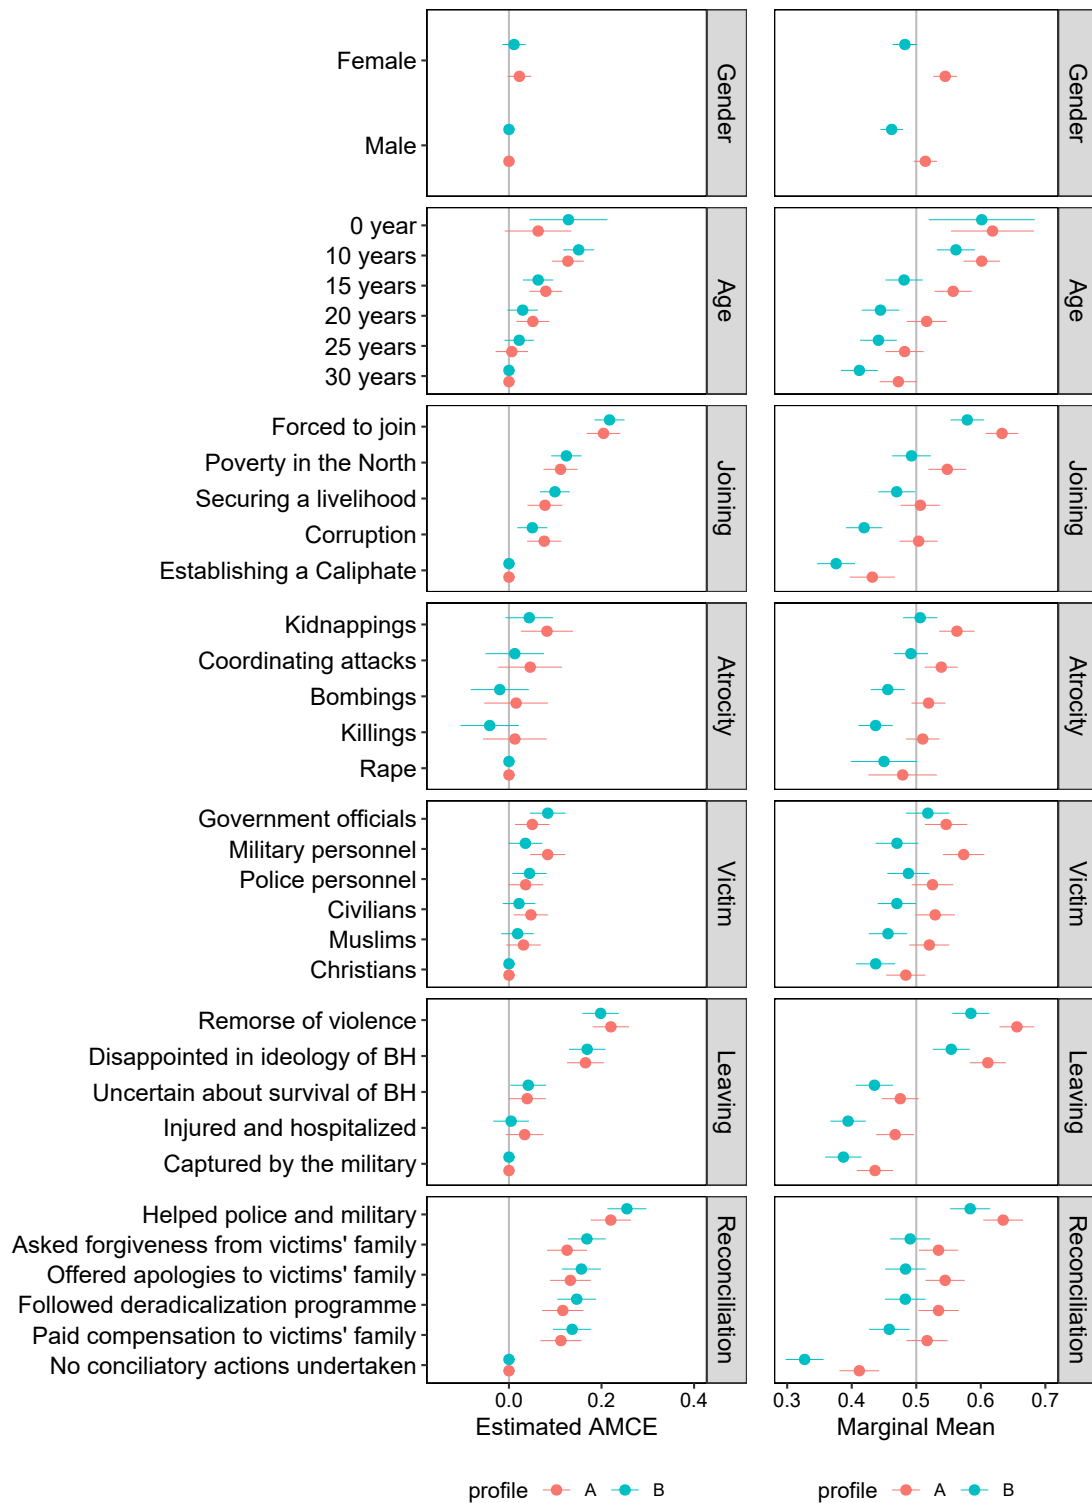 Female
Male
Gender
Gender
0 year
10 years
15 years
20 years
25 years
30 years
Age
Age
Forced to join
Poverty in the North
Securing a livelihood
Corruption
Establishing a Caliphate
Joining
Joining
Kidnappings
Coordinating attacks
Bombings
Killings
Rape
Atrocity
Atrocity
Government officials
Military personnel
Police personnel
Civilians
Muslims
Christians
Victim
Victim
Remorse of violence
Disappointed in ideology of BH
Uncertain about survival of BH
Injured and hospitalized
Captured by the military
Leaving
Leaving
Helped police and military
Asked forgiveness from victims' family
Offered apologies to victims' family
Followed deradicalization programme
Paid compensation to victims' family
No conciliatory actions undertaken
Reconciliation
Reconciliation
0.0 0.2 0.4 0.3 0.4 0.5 0.6 0.7
Estimated AMCE Marginal Mean
profile A B profile A B